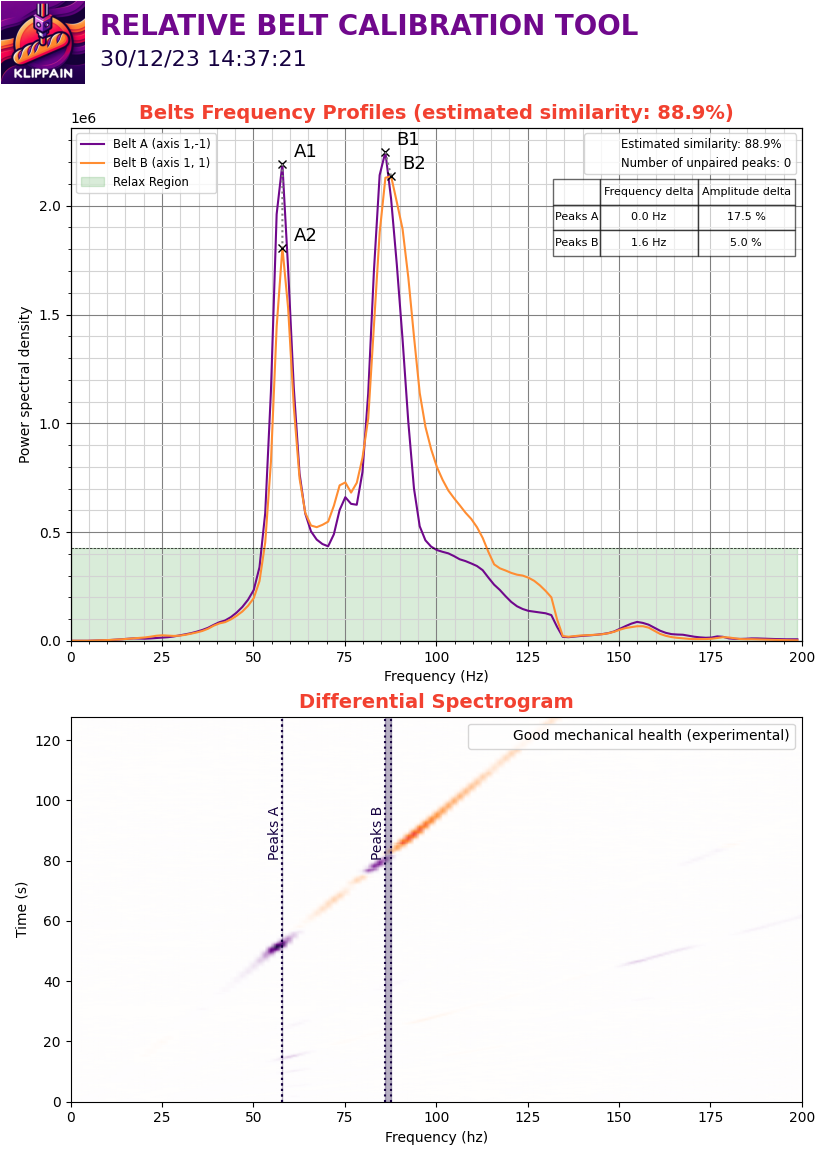 KLIPPAIN
RELATIVE BELT CALIBRATION TOOL
30/12/23 14:37:21
Belts Frequency Profiles (estimated similarity: 88.9%)
1e6
Belt A (axis 1,-1)
Belt B (axis 1, 1)
Relax Region
A1
A2
B1
B2
Estimated similarity: 88.9%
Number of unpaired peaks: 0
Frequency delta Amplitude delta
Peaks A 0.0 Hz 17.5 %
Peaks B 1.6 Hz 5.0 %
Power spectral density
2.0
1.5
1.0
0.5
0.0
0 25 50 75 100 125 150 175 200
Frequency (Hz)
Differential Spectrogram
Good mechanical health (experimental)
Peaks A
Peaks B
Time (s)
120
100
80
60
40
20
0
0 25 50 75 100 125 150 175 200
Frequency (hz)